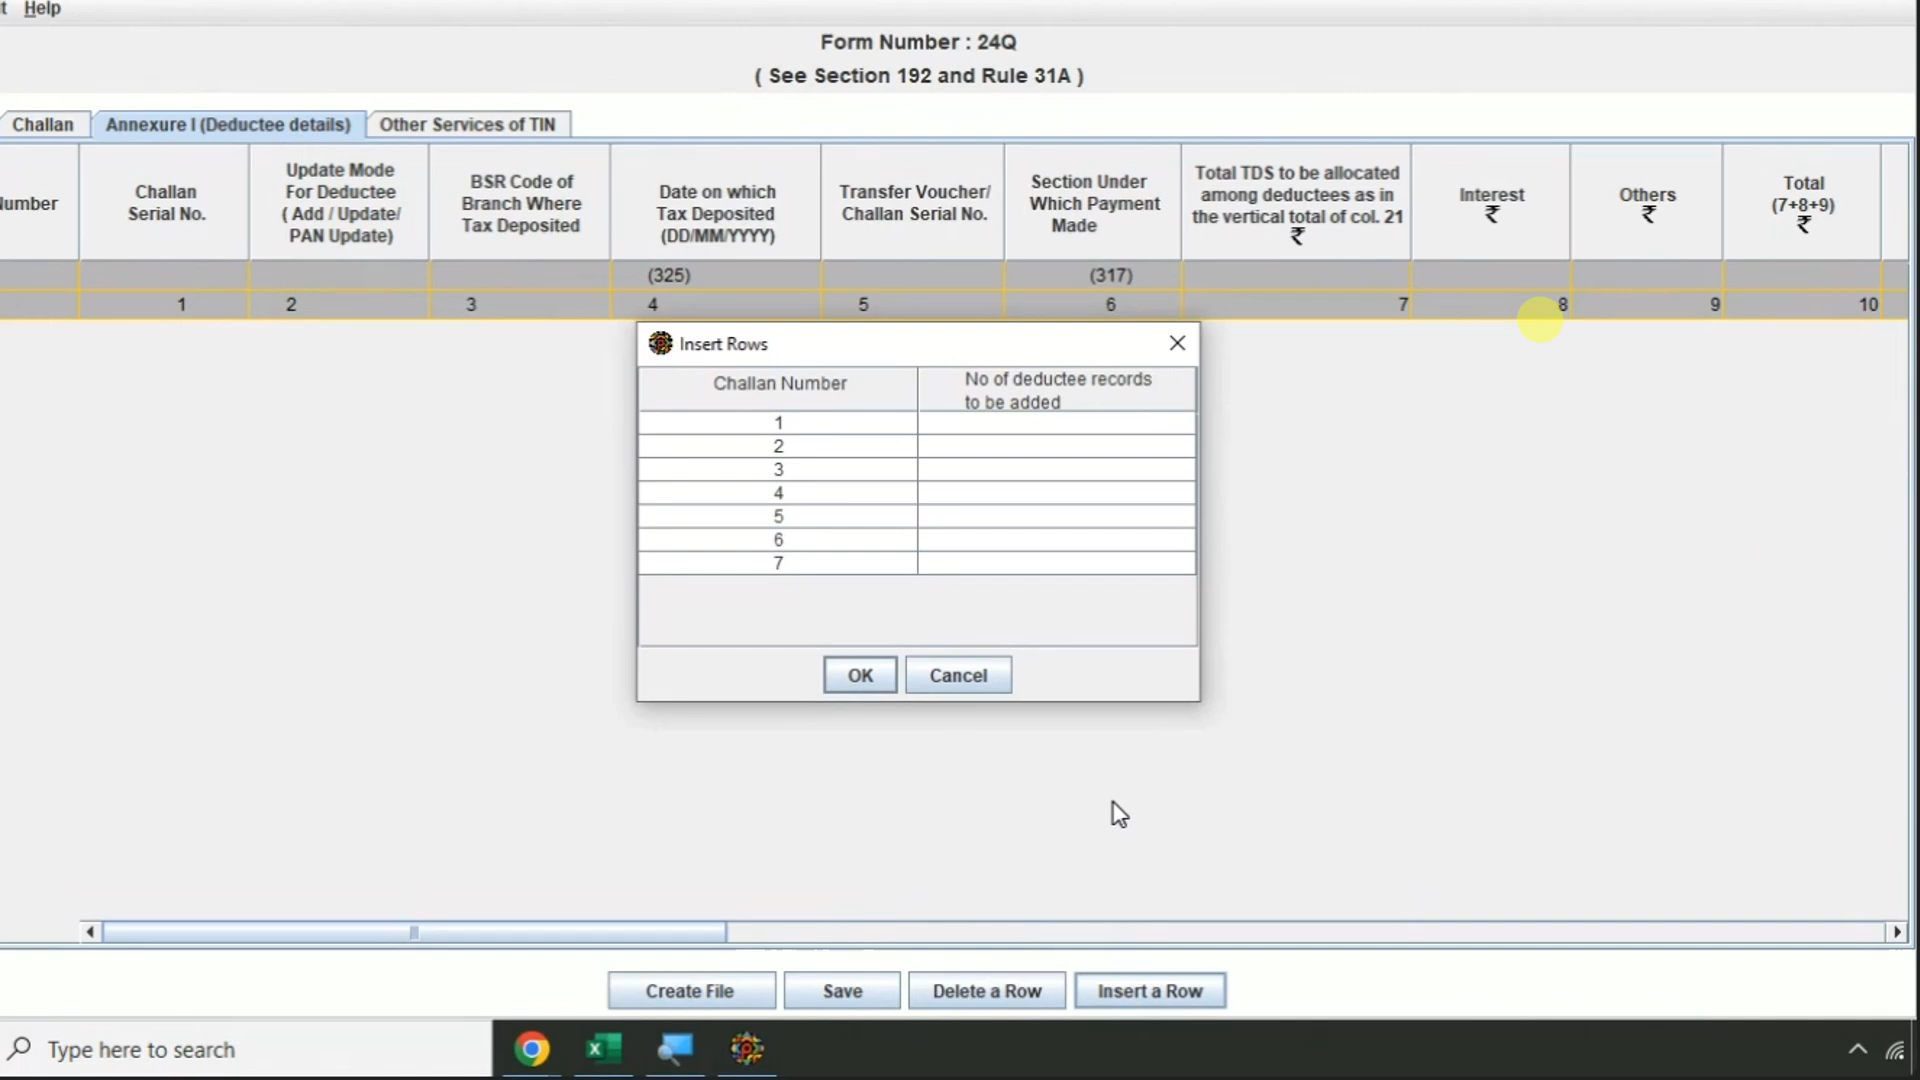 t Help
Form Number : 24Q
( See Section 192 and Rule 31A )
Challan Annexure I (Deductee details) Other Services of TIN
Number
Challan
Serial No.
Update Mode
For Deductee
( Add / Update/
PAN Update)
BSR Code of
Branch Where
Tax Deposited
Date on which
Tax Deposited
(DD/MM/YYYY)
Transfer Voucher/
Challan Serial No.
Section Under
Which Payment
Made
Total TDS to be allocated
among deductees as in
the vertical total of col. 21
₹
Interest
₹
Others
₹
Total
(7+8+9)
₹
(325) (317)
1 2 3 4 5 6 7 8 9 10
Insert Rows
Challan Number
No of deductee records
to be added
1
2
3
4
5
6
7
OK Cancel
Create File Save Delete a Row Insert a Row
Type here to search